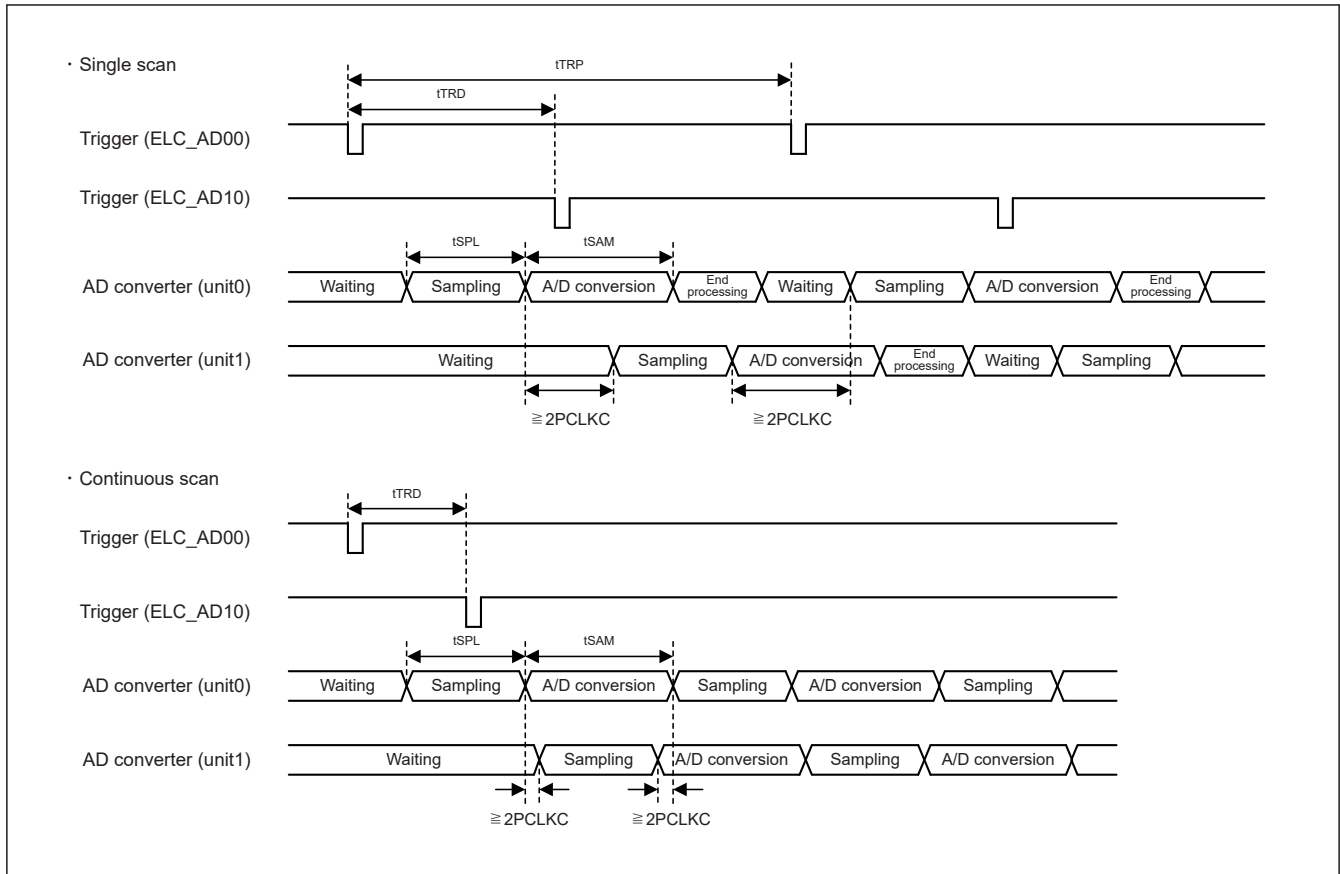 ・Single scan
tTRP
tTRD
Trigger (ELC_AD00)
Trigger (ELC_AD10)
tSPL tSAM
AD converter (unit0) Waiting Sampling A/D conversion End processing Waiting Sampling A/D conversion End processing
AD converter (unit1) Waiting Sampling A/D conversion End processing Waiting Sampling
≧2PCLKC ≧2PCLKC
・Continuous scan
tTRD
Trigger (ELC_AD00)
Trigger (ELC_AD10)
tSPL tSAM
AD converter (unit0) Waiting Sampling A/D conversion Sampling A/D conversion Sampling
AD converter (unit1) Waiting Sampling A/D conversion Sampling A/D conversion
≧2PCLKC ≧2PCLKC